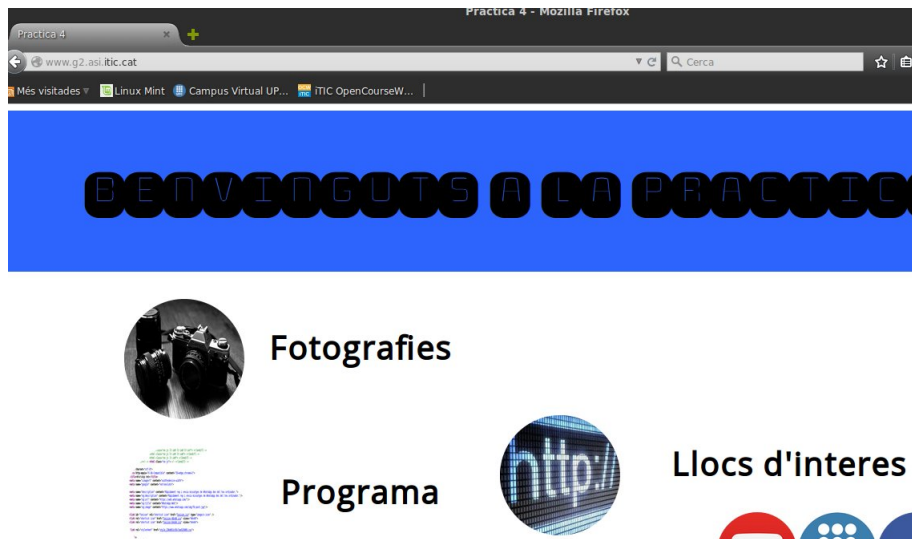 Practica 4 - Mozilla Firefox
Practica 4
www.g2.asi.itic.cat
Cerca
Més visitades
Linux Mint
Campus Virtual UP...
iTIC OpenCourseW...
BENVINGUTS A LA PRACTIC
Fotografies
Programa
http:/
Llocs d'interes